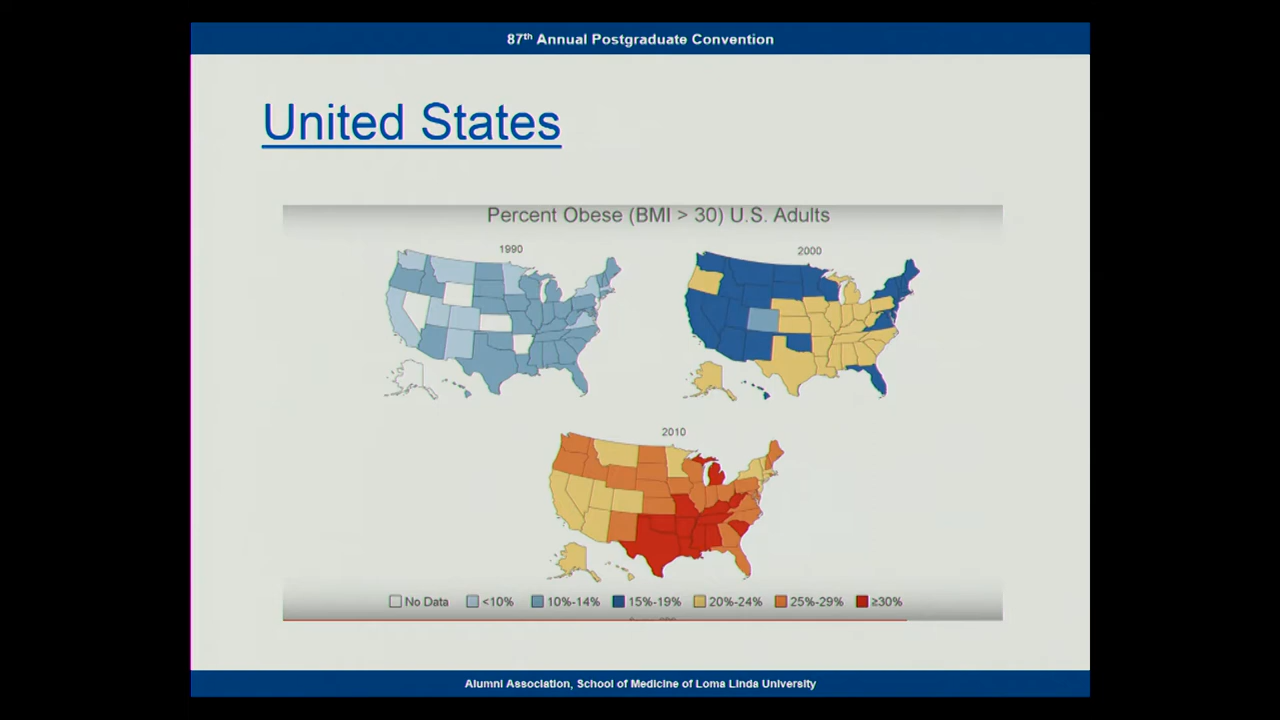 87th Annual Postgraduate Convention
United States
Percent Obese (BMI > 30) U.S. Adults
1990
2000
2010
No Data <10% 10%-14% 15%-19% 20%-24% 25%-29% ≥30%
Alumni Association, School of Medicine of Loma Linda University